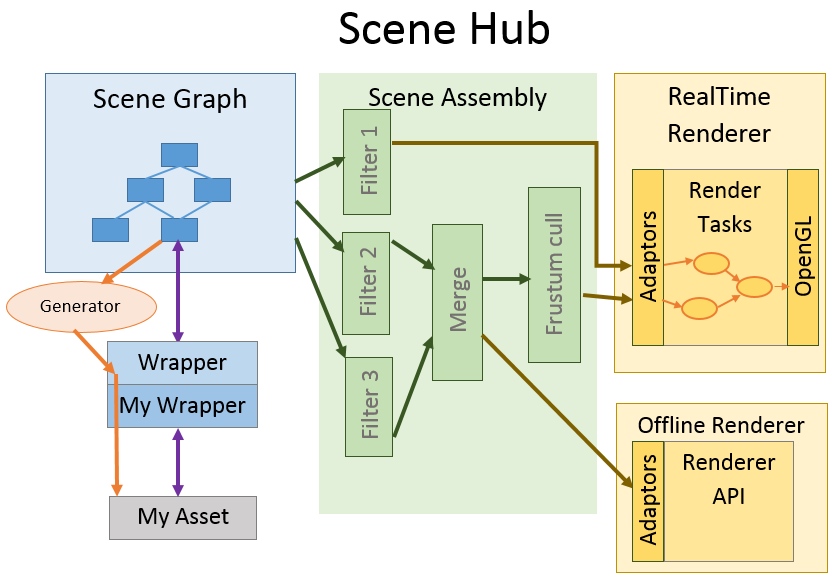 Scene Hub
Scene Graph
Generator
Wrapper
My Wrapper
My Asset
Scene Assembly
Filter 1
Filter 2
Filter 3
Merge
Frustum cull
RealTime
Renderer
Adaptors
Render
Tasks
OpenGL
Offline Renderer
Adaptors
Renderer
API